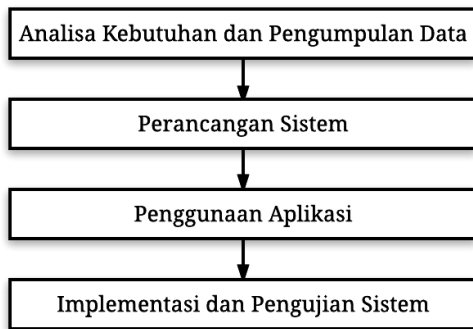 Analisa Kebutuhan dan Pengumpulan Data
Perancangan Sistem
Penggunaan Aplikasi
Implementasi dan Pengujian Sistem